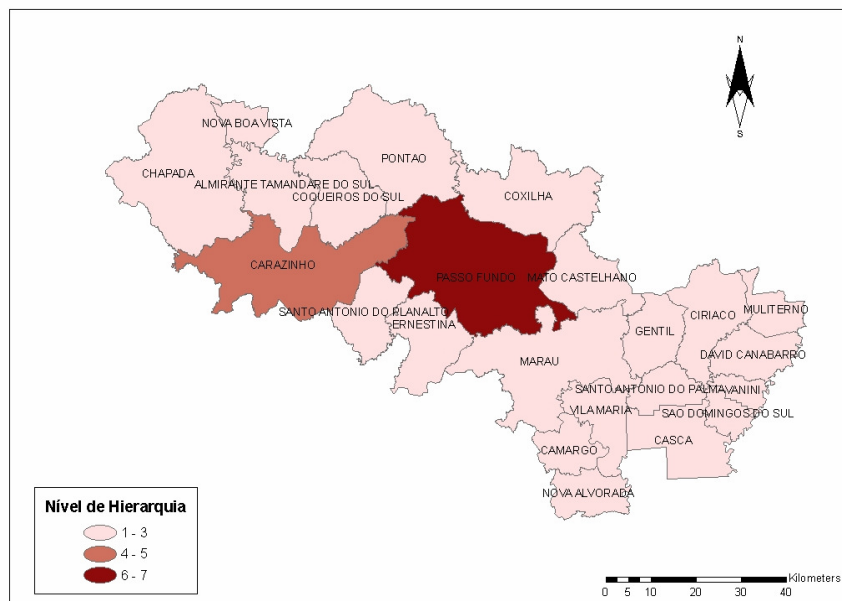 N
S
NOVA BOA VISTA
PONTAO
CHAPADA
ALMIRANTE TAMANDARE DO SUL
COQUEIROS DO SUL
COXILHA
CARAZINHO
PASSO FUNDO
MATO CASTELHANO
SANTO ANTONIO DO PLANALTO
ERNESTINA
MULITERNO
CIRIACO
GENTIL
DAVID CANABARRO
MARAU
SANTO ANTONIO DO PALMA
VANINI
VILA MARIA
SAO DOMINGOS DO SUL
CASCA
CAMARGO
NOVA ALVORADA
Nível de Hierarquia
1 - 3
4 - 5
6 - 7
Kilometers
0 5 10 20 30 40